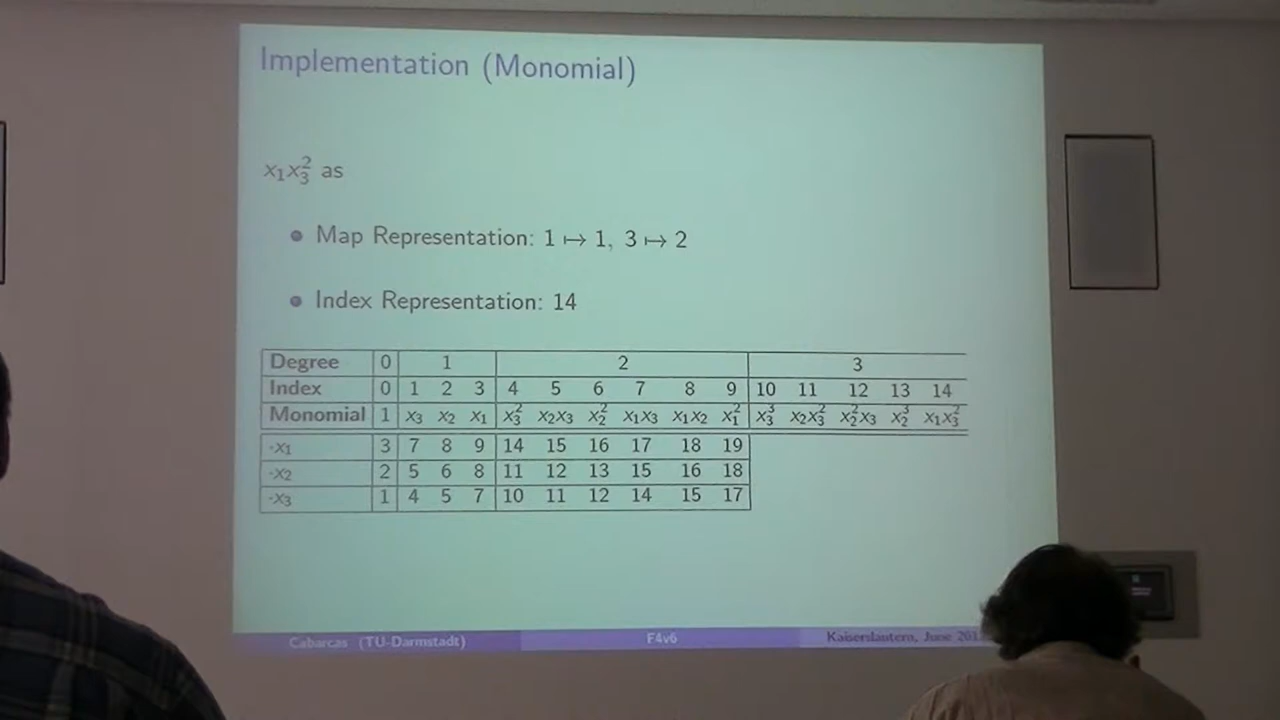 Implementation (Monomial)
x₁x₃² as
Map Representation: 1 ↦ 1, 3 ↦ 2
Index Representation: 14
Degree 0 1 2 3
Index 0 1 2 3 4 5 6 7 8 9 10 11 12 13 14
Monomial 1 x₃ x₂ x₁ x₃² x₂x₃ x₂² x₁x₃ x₁x₂ x₁² x₃³ x₂x₃² x₂²x₃ x₂³ x₁x₃²
·x₁ 3 7 8 9 14 15 16 17 18 19
·x₂ 2 5 6 8 11 12 13 15 16 18
·x₃ 1 4 5 7 10 11 12 14 15 17
Cabarcas (TU-Darmstadt) F4v6 Kaiserslautern, June